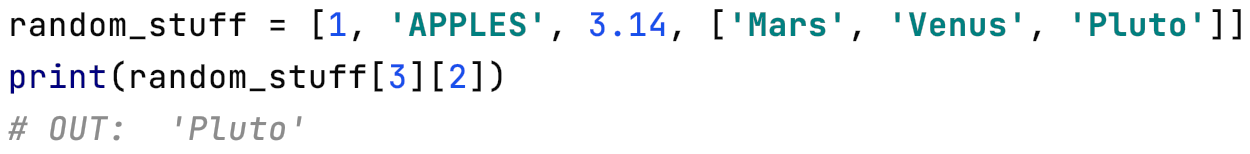 random_stuff = [1, 'APPLES', 3.14, ['Mars', 'Venus', 'Pluto']]
print(random_stuff[3][2])
# OUT:  'Pluto'